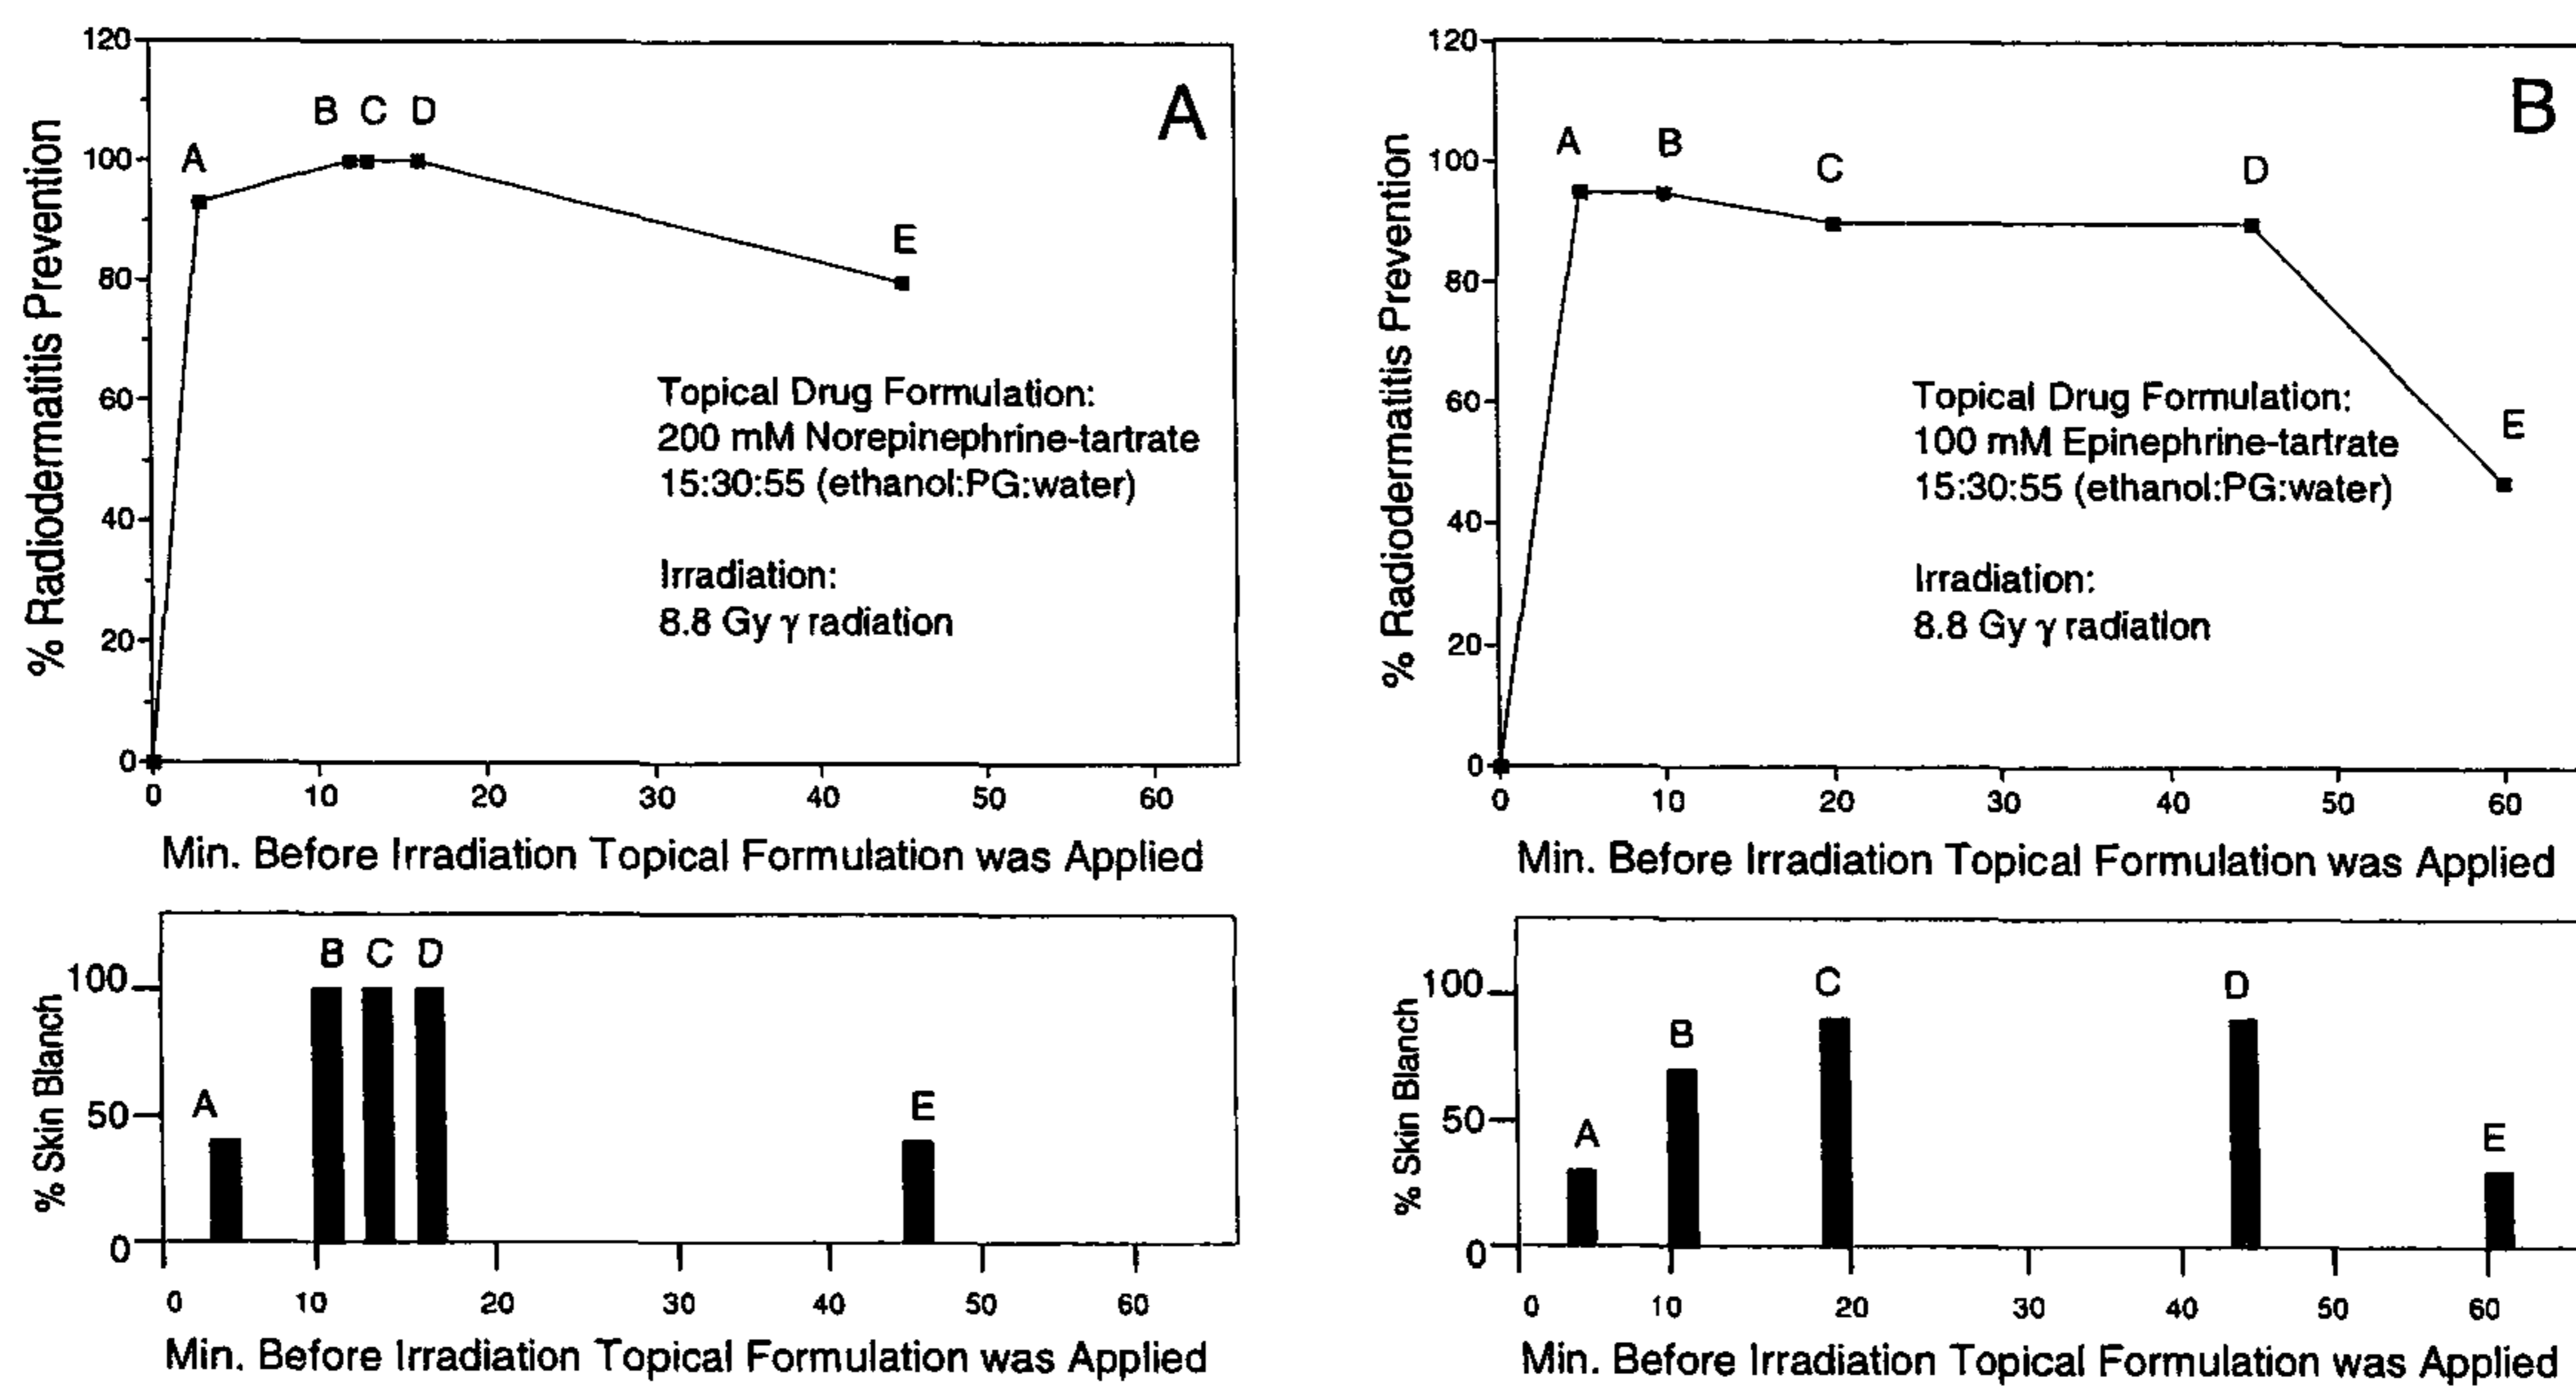 120
100
80
60
40
20
0
% Radiodermatitis Prevention
A
B C D
E
A
Topical Drug Formulation:
200 mM Norepinephrine-tartrate
15:30:55 (ethanol:PG:water)
Irradiation:
8.8 Gy γ radiation
0 10 20 30 40 50 60
Min. Before Irradiation Topical Formulation was Applied
120
100
80
60
40
20
0
% Radiodermatitis Prevention
A
B
C
D
E
B
Topical Drug Formulation:
100 mM Epinephrine-tartrate
15:30:55 (ethanol:PG:water)
Irradiation:
8.8 Gy γ radiation
0 10 20 30 40 50 60
Min. Before Irradiation Topical Formulation was Applied
100
50
0
% Skin Blanch
A
B C D
E
0 10 20 30 40 50 60
Min. Before Irradiation Topical Formulation was Applied
100
50
0
% Skin Blanch
A
B
C
D
E
0 10 20 30 40 50 60
Min. Before Irradiation Topical Formulation was Applied